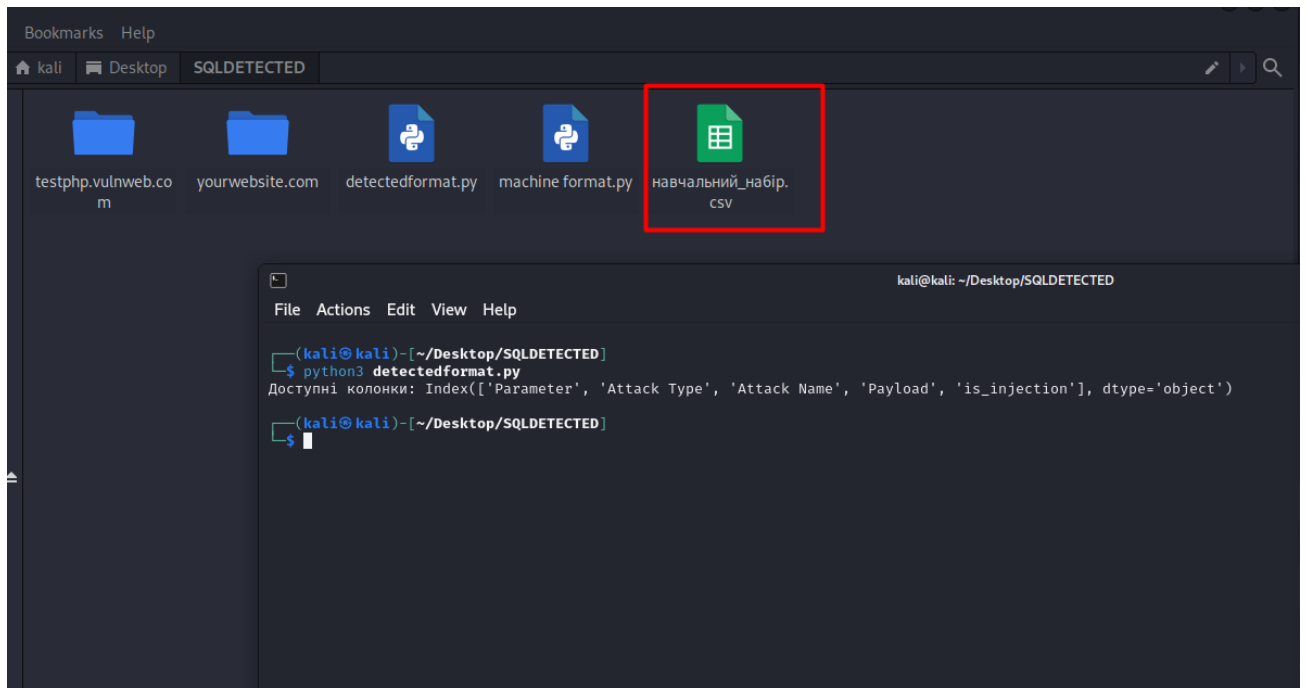 Bookmarks Help
kali Desktop SQLDETECTED
testphp.vulnweb.co
m
yourwebsite.com
detectedformat.py
machine format.py
навчальний_набір.
csv
kali@kali: ~/Desktop/SQLDETECTED
File Actions Edit View Help
┌──(kali㉿kali)-[~/Desktop/SQLDETECTED]
└─$ python3 detectedformat.py
Доступні колонки: Index(['Parameter', 'Attack Type', 'Attack Name', 'Payload', 'is_injection'], dtype='object')
┌──(kali㉿kali)-[~/Desktop/SQLDETECTED]
└─$